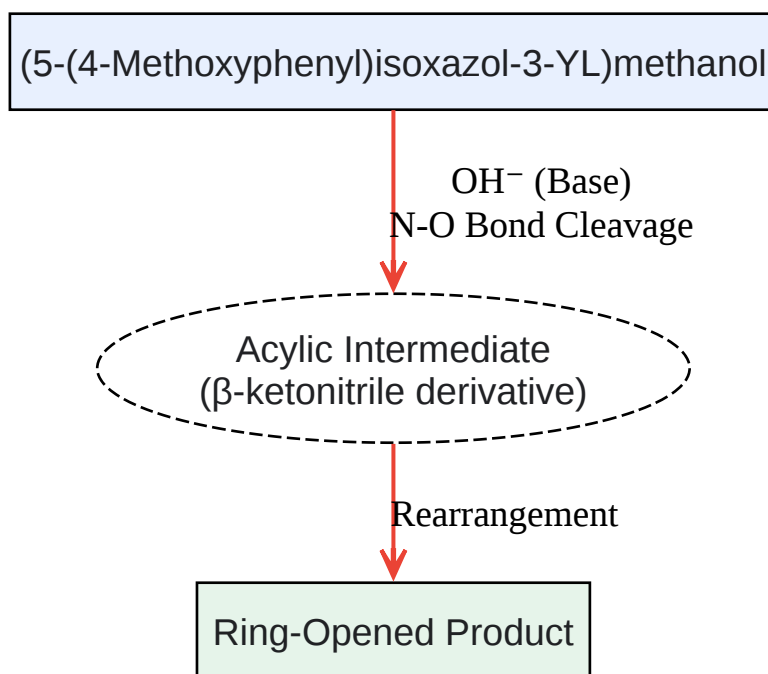 (5-(4-Methoxyphenyl)isoxazol-3-YL)methanol
OH⁻ (Base)
N-O Bond Cleavage
Acylic Intermediate
(β-ketonitrile derivative)
Rearrangement
Ring-Opened Product